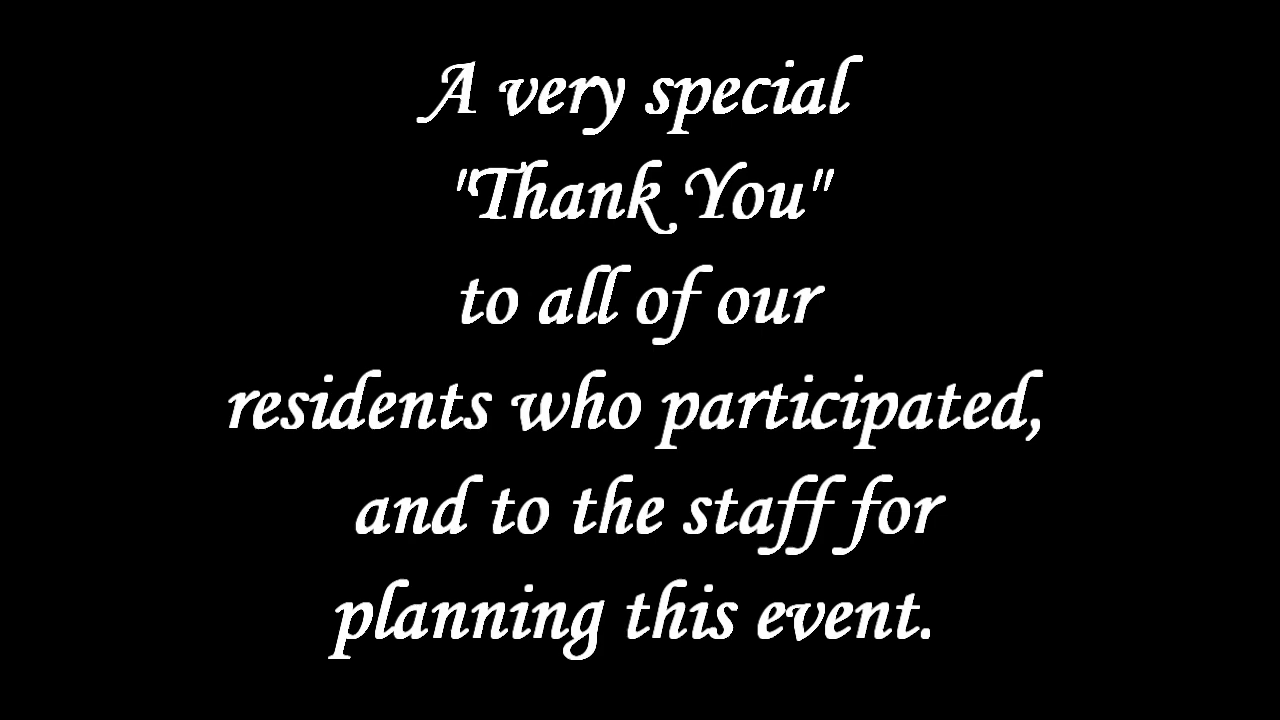 A very special
"Thank You"
to all of our
residents who participated,
and to the staff for
planning this event.